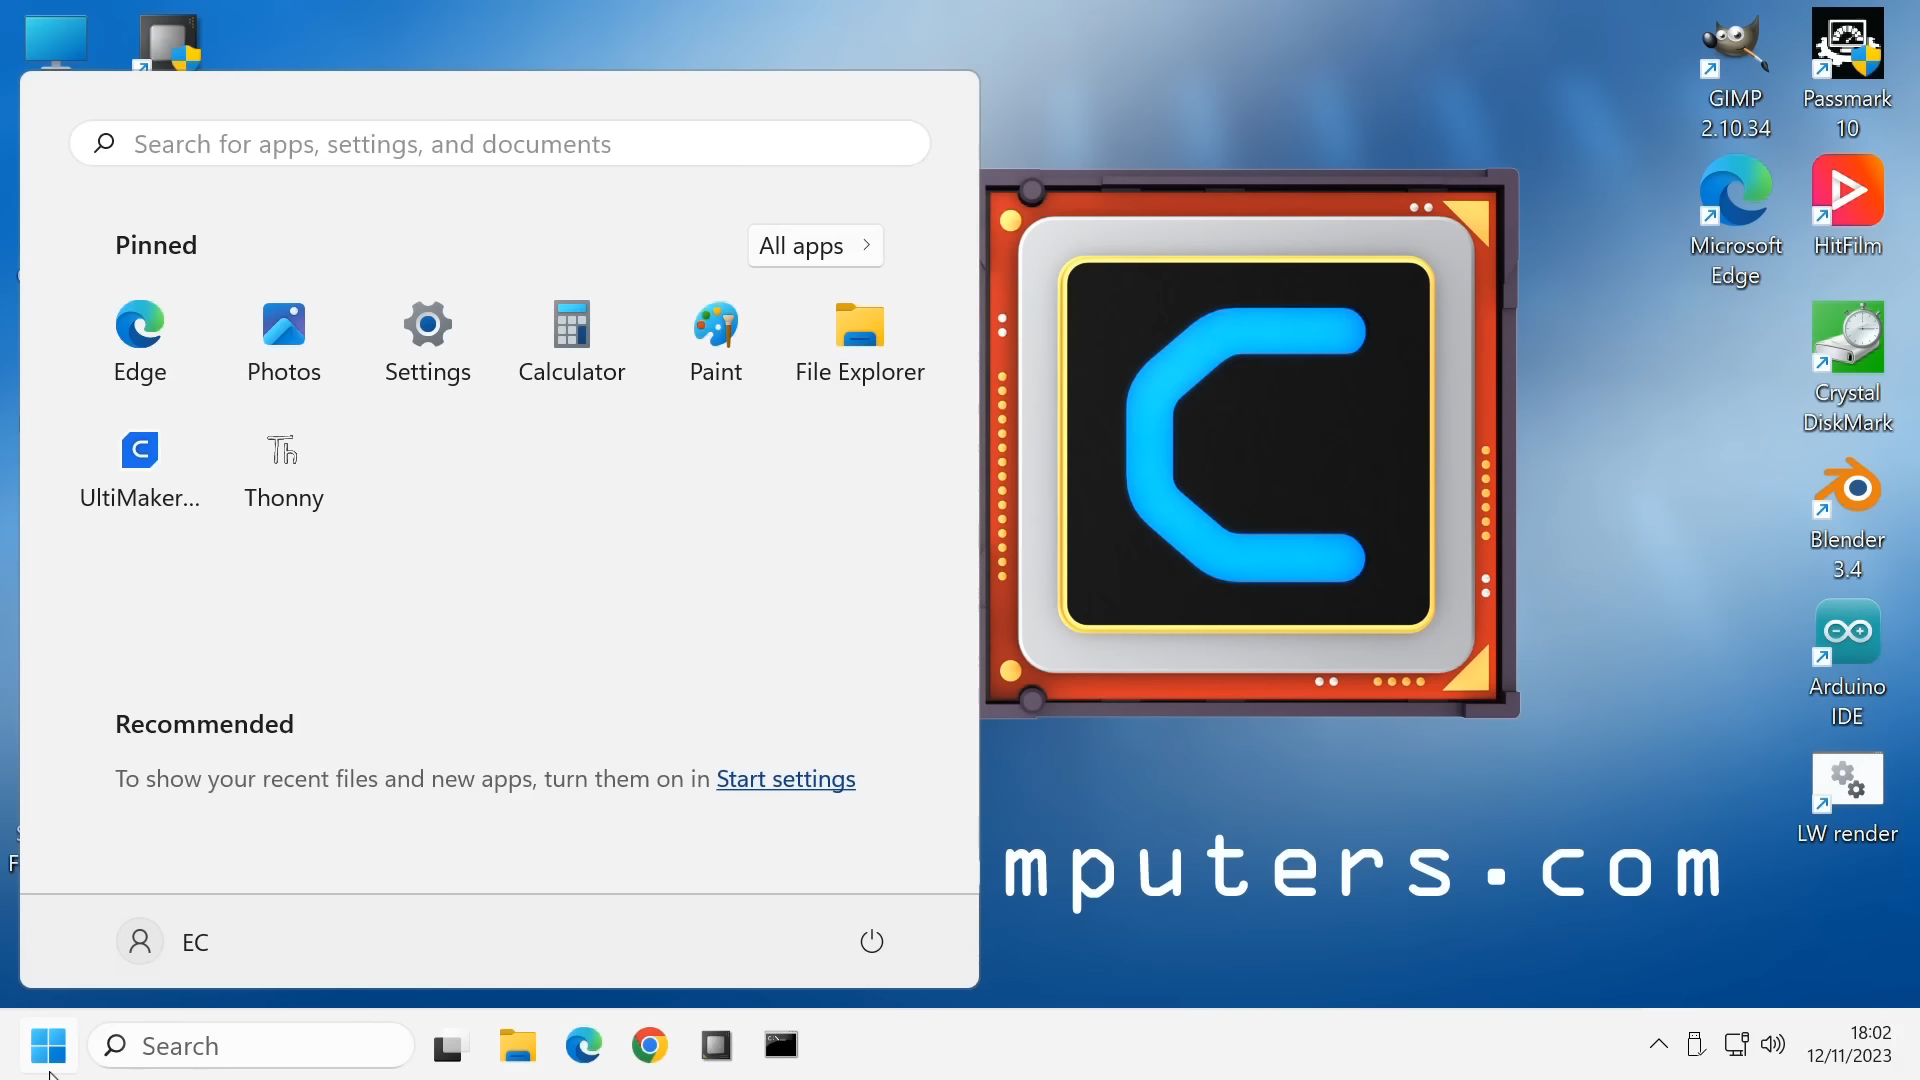 Search for apps, settings, and documents
Pinned
All apps
Edge
Photos
Settings
Calculator
Paint
File Explorer
UltiMaker...
Thonny
Recommended
To show your recent files and new apps, turn them on in Start settings
EC
GIMP
2.10.34
Passmark
10
Microsoft
Edge
HitFilm
Crystal
DiskMark
Blender
3.4
Arduino
IDE
LW render
mputers.com
Search
18:02
12/11/2023